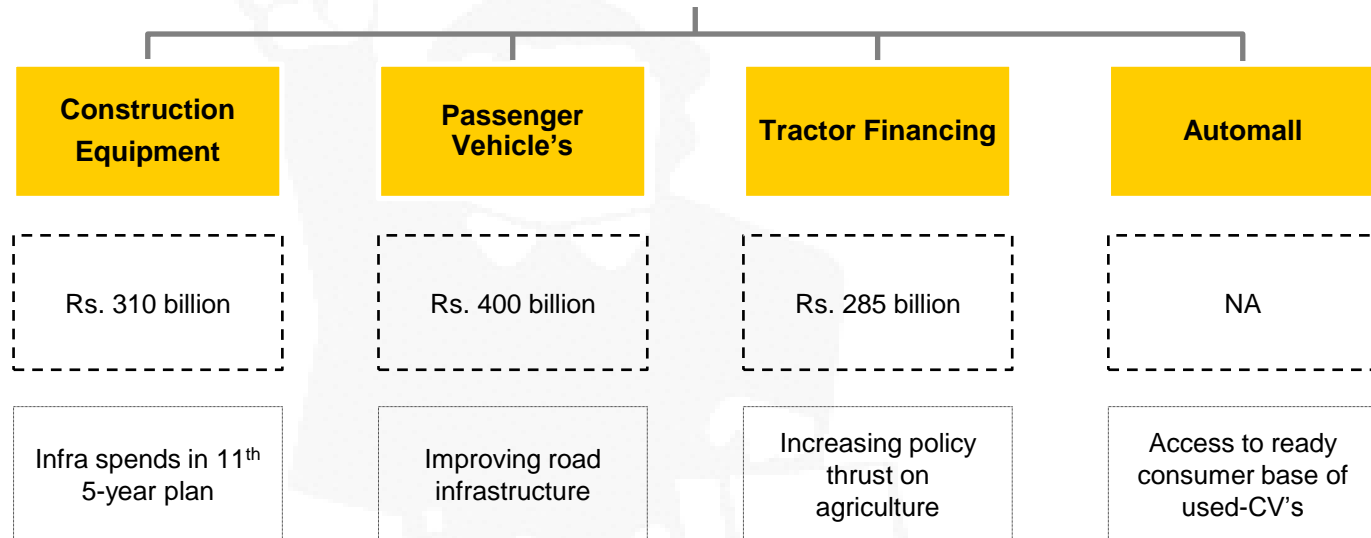 Construction
Equipment
Passenger
Vehicle's
Tractor Financing
Automall
Rs. 310 billion
Rs. 400 billion
Rs. 285 billion
NA
Infra spends in 11th
5-year plan
Improving road
infrastructure
Increasing policy
thrust on
agriculture
Access to ready
consumer base of
used-CV's